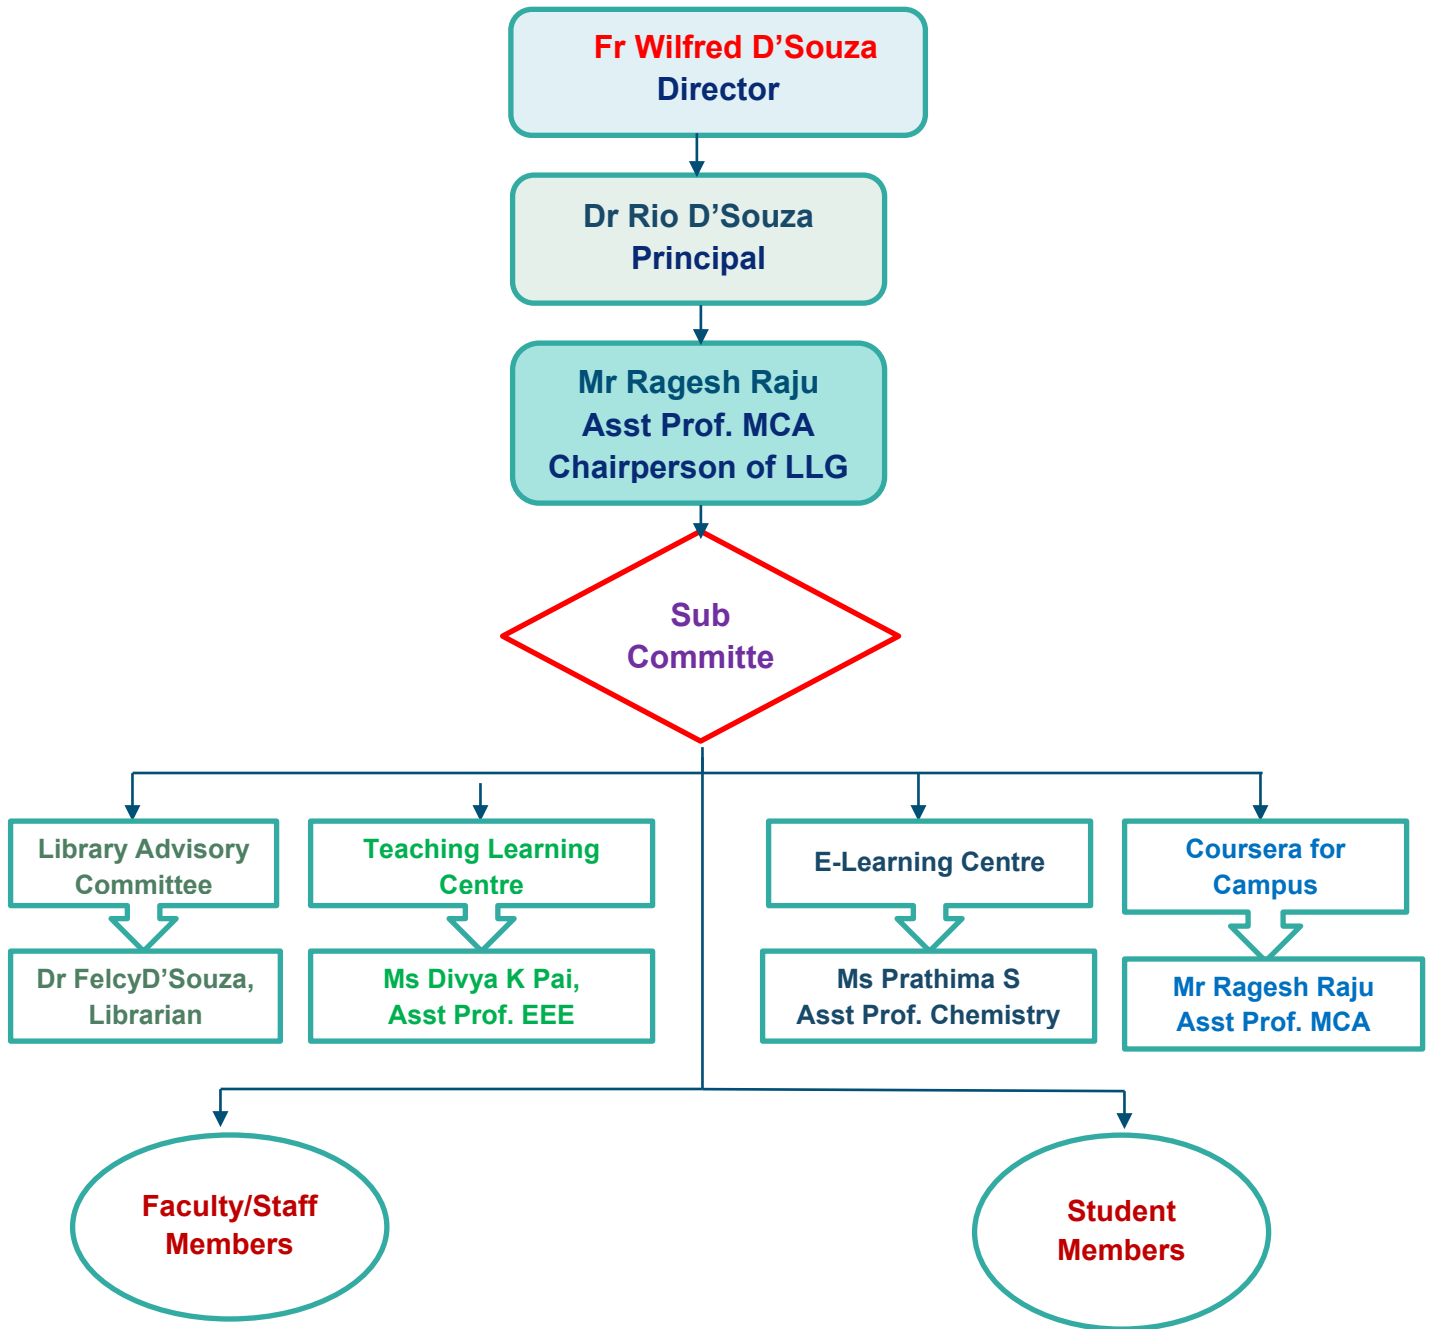 Fr Wilfred D’Souza
Director
Dr Rio D’Souza
Principal
Mr Ragesh Raju
Asst Prof. MCA
Chairperson of LLG
Sub
Committe
Library Advisory
Committee
Teaching Learning
Centre
E-Learning Centre
Coursera for
Campus
Dr FelcyD’Souza,
Librarian
Ms Divya K Pai,
Asst Prof. EEE
Ms Prathima S
Asst Prof. Chemistry
Mr Ragesh Raju
Asst Prof. MCA
Faculty/Staff
Members
Student
Members